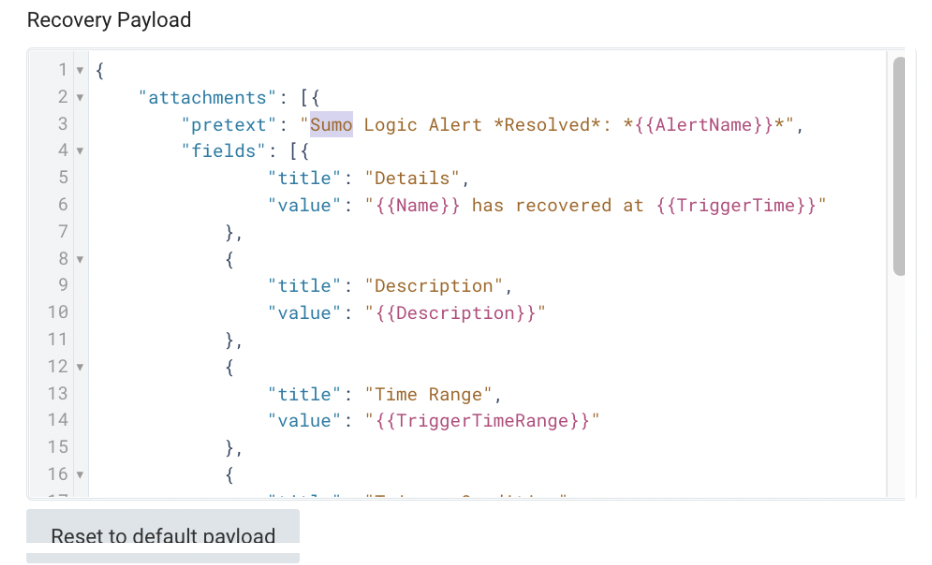 Recovery Payload
1 {
2 "attachments": [{
3 "pretext": "Sumo Logic Alert *Resolved*: *{{AlertName}}*",
4 "fields": [{
5 "title": "Details",
6 "value": "{{Name}} has recovered at {{TriggerTime}}"
7 },
8 {
9 "title": "Description",
10 "value": "{{Description}}"
11 },
12 {
13 "title": "Time Range",
14 "value": "{{TriggerTimeRange}}"
15 },
16 {
Reset to default payload